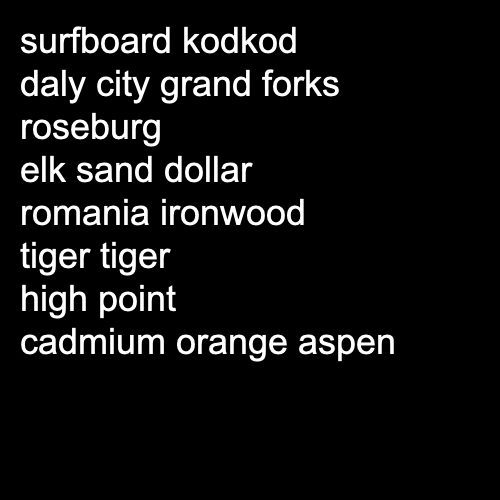 surfboard kodkod
daly city grand forks
roseburg
elk sand dollar
romania ironwood
tiger tiger
high point
cadmium orange aspen